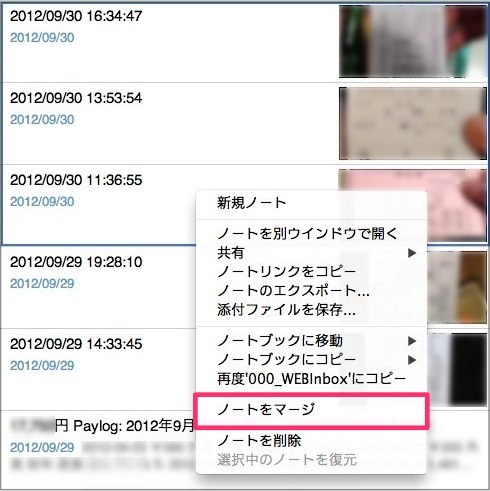 2012/09/30 16:34:47
2012/09/30
2012/09/30 13:53:54
2012/09/30
2012/09/30 11:36:55
2012/09/30
2012/09/29 19:28:10
2012/09/29
2012/09/29 14:33:45
2012/09/29
円 Paylog: 2012年9月
2012/09/29
新規ノート
ノートを別ウインドウで開く
共有
ノートリンクをコピー
ノートのエクスポート...
添付ファイルを保存...
ノートブックに移動
ノートブックにコピー
再度'000_WEBInbox'にコピー
ノートをマージ
ノートを削除
選択中のノートを復元